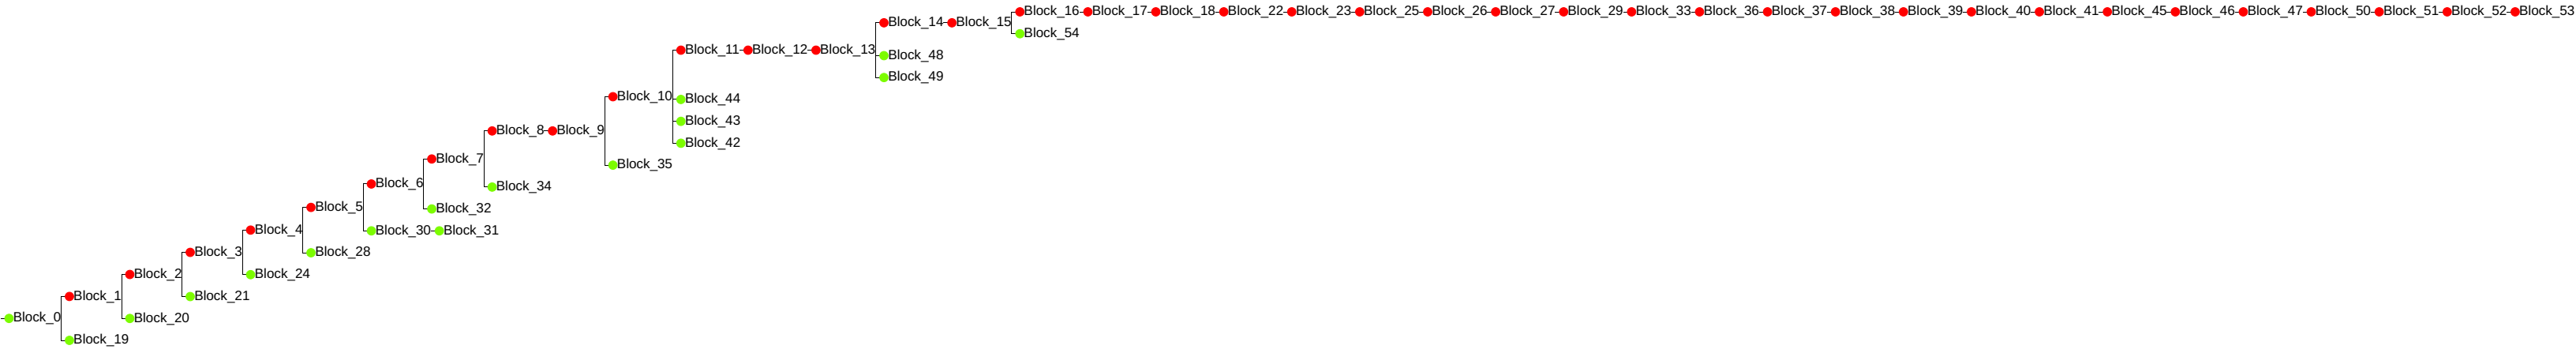 Block_16 Block_17 Block_18 Block_22 Block_23 Block_25 Block_26 Block_27 Block_29 Block_33 Block_36 Block_37 Block_38 Block_39 Block_40 Block_41 Block_45 Block_46 Block_47 Block_50 Block_51 Block_52 Block_53
Block_14 Block_15
Block_54
Block_11 Block_12 Block_13
Block_48
Block_49
Block_10
Block_44
Block_43
Block_8 Block_9
Block_42
Block_7
Block_35
Block_6
Block_34
Block_5
Block_32
Block_4
Block_30 Block_31
Block_3
Block_28
Block_2
Block_24
Block_1
Block_21
Block_0
Block_20
Block_19